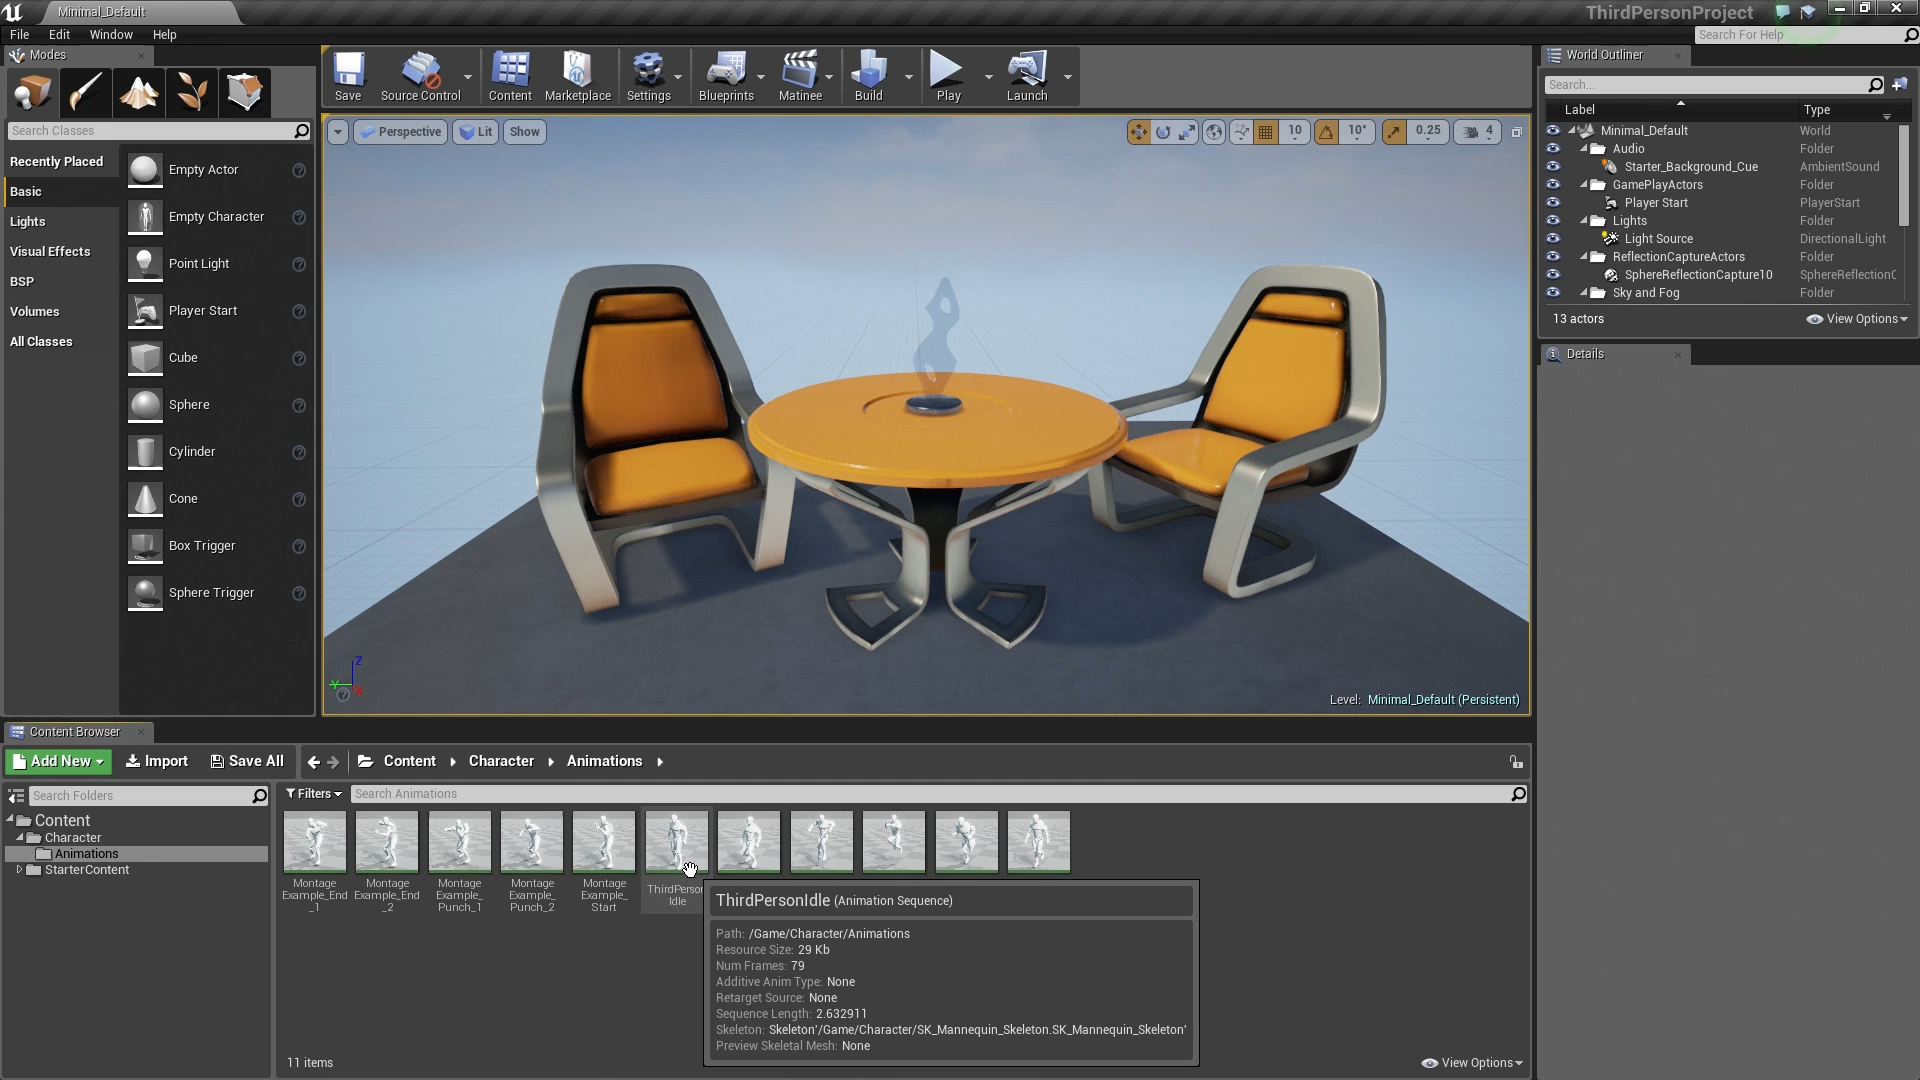 Minimal_Default
ThirdPersonProject
File Edit Window Help
Search For Help
Modes
Search Classes
Recently Placed
Basic
Lights
Visual Effects
BSP
Volumes
All Classes
Empty Actor
Empty Character
Point Light
Player Start
Cube
Sphere
Cylinder
Cone
Box Trigger
Sphere Trigger
Save Source Control Content Marketplace Settings Blueprints Matinee Build Play Launch
Perspective Lit Show
10 10° 0.25 4
Z
Y
X
Level: Minimal_Default (Persistent)
World Outliner
Search...
Label Type
Minimal_Default World
Audio Folder
Starter_Background_Cue AmbientSound
GamePlayActors Folder
Player Start PlayerStart
Lights Folder
Light Source DirectionalLight
ReflectionCaptureActors Folder
SphereReflectionCapture10 SphereReflectionC
Sky and Fog Folder
13 actors View Options
Details
Content Browser
Add New Import Save All Content Character Animations
Search Folders
Content
Character
Animations
StarterContent
Filters Search Animations
Montage
Example_End
_1
Montage
Example_End
_2
Montage
Example_
Punch_1
Montage
Example_
Punch_2
Montage
Example_
Start
ThirdPerson
Idle
ThirdPersonIdle (Animation Sequence)
Path: /Game/Character/Animations
Resource Size: 29 Kb
Num Frames: 79
Additive Anim Type: None
Retarget Source: None
Sequence Length: 2.632911
Skeleton: Skeleton'/Game/Character/SK_Mannequin_Skeleton.SK_Mannequin_Skeleton'
Preview Skeletal Mesh: None
11 items View Options